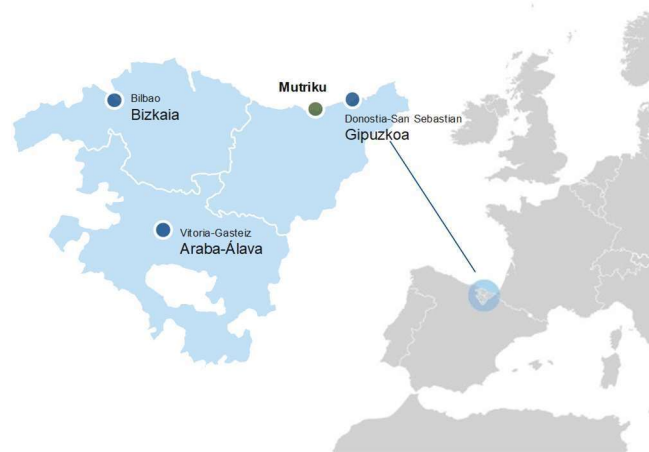 Mutriku
Bilbao
Bizkaia
Donostia-San Sebastian
Gipuzkoa
Vitoria-Gasteiz
Araba-Álava